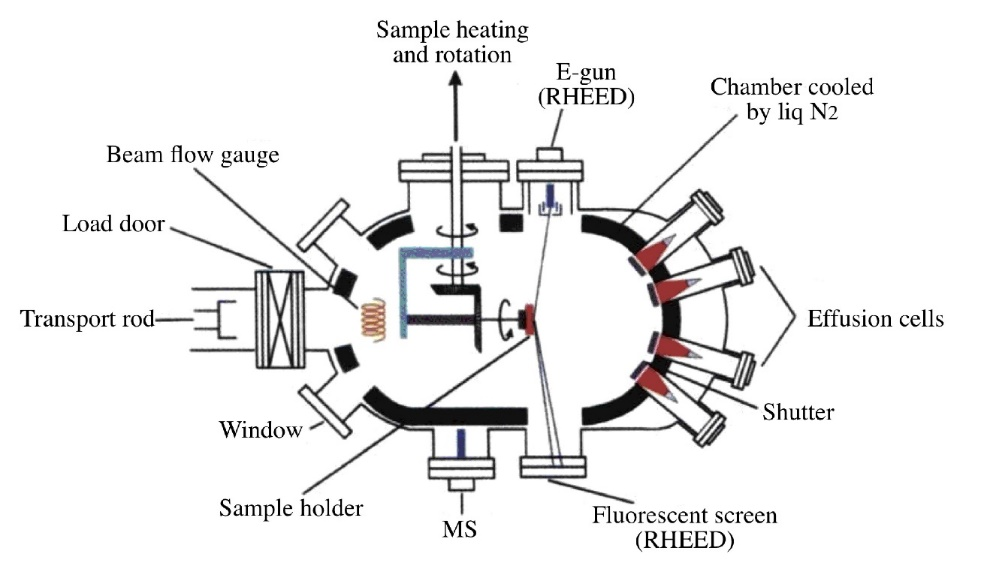 Sample heating
and rotation
E-gun
(RHEED)
Chamber cooled
by liq N2
Beam flow gauge
Load door
Transport rod
Effusion cells
Shutter
Window
Sample holder
MS
Fluorescent screen
(RHEED)